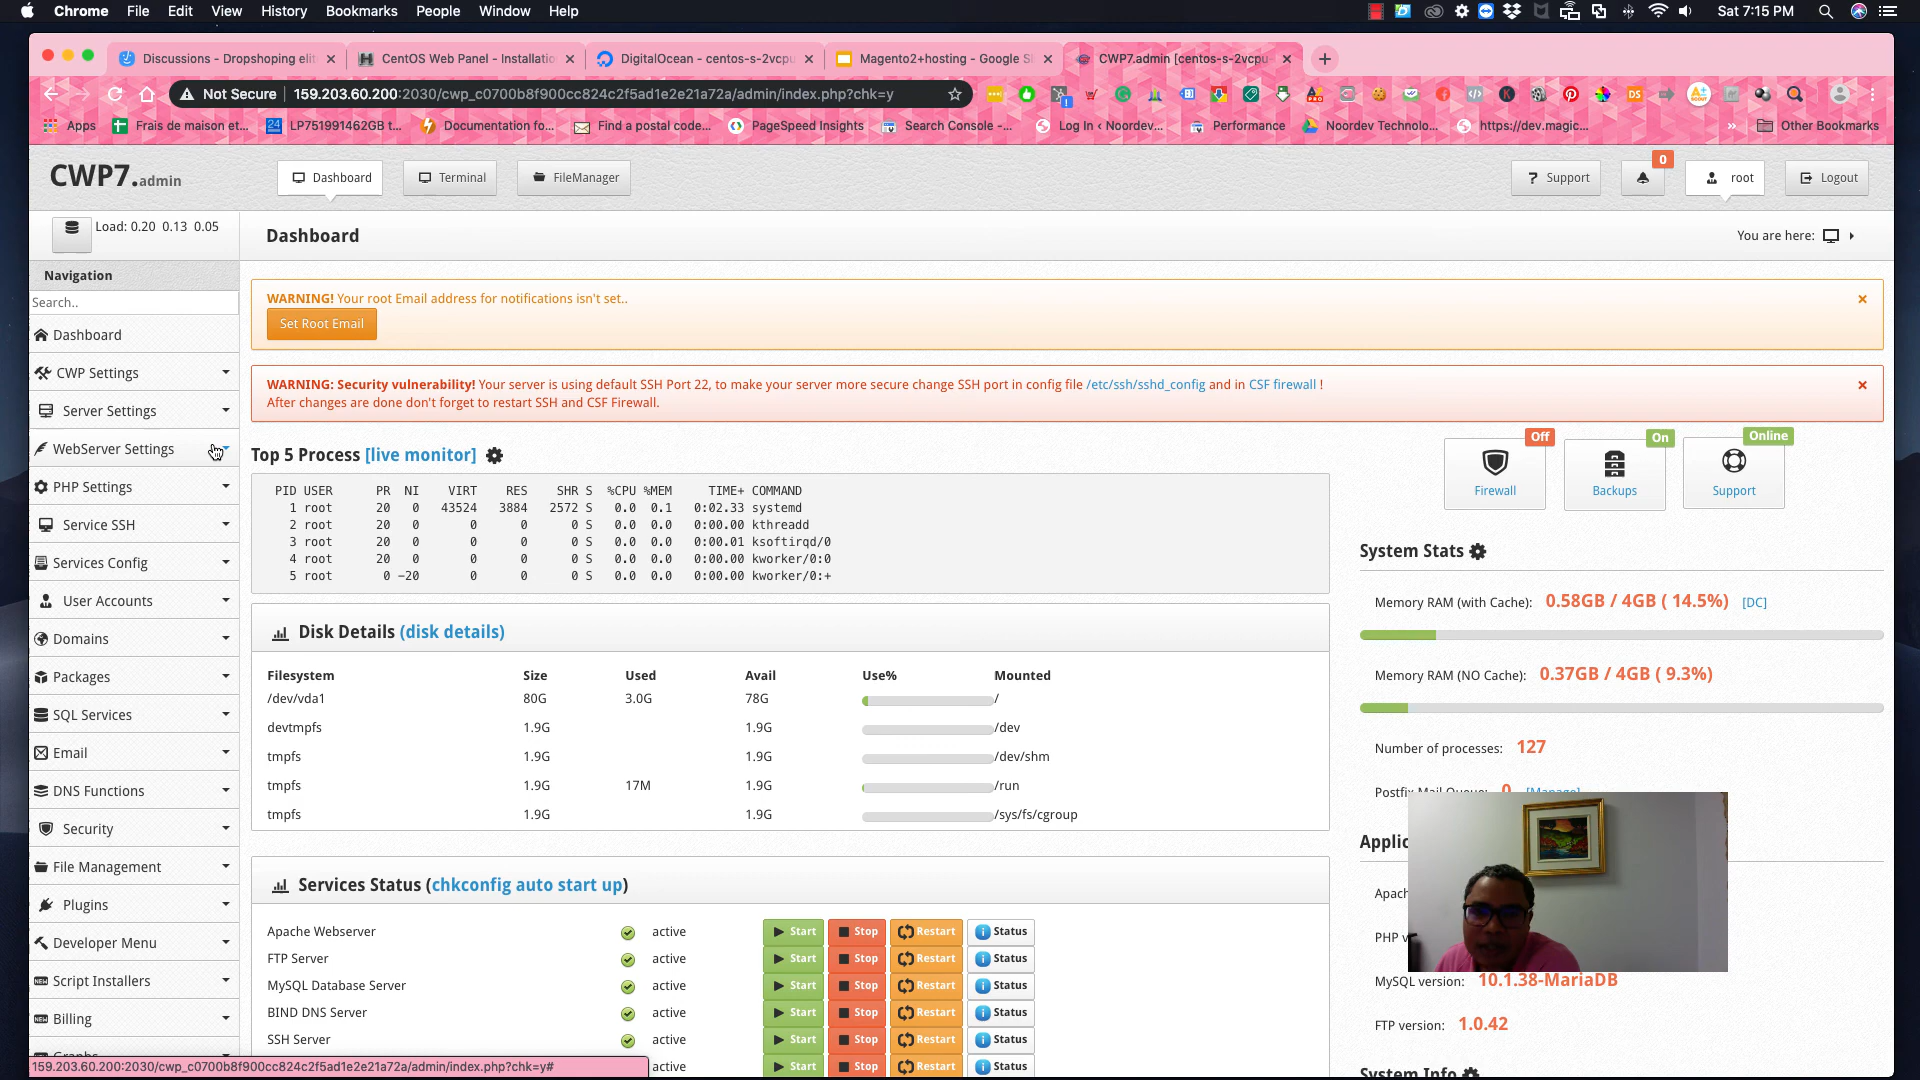 Chrome File Edit View History Bookmarks People Window Help Sat 7:15 PM
Discussions - Dropshoping elit CentOS Web Panel - Installatio DigitalOcean - centos-s-2vcpu Magento2+hosting - Google S CWP7.admin [centos-s-2vcpu-
Not Secure 159.203.60.200:2030/cwp_c0700b8f900cc824c2f5ad1e2e21a72a/admin/index.php?chk=y
Apps Frais de maison et... LP751991462GB t... Documentation fo... Find a postal code... PageSpeed Insights Search Console -... Log In ‹ Noordev... Performance Noordev Technolo... https://dev.magic... » Other Bookmarks
CWP7.admin Dashboard Terminal FileManager ? Support 0 root Logout
Load: 0.20 0.13 0.05
Dashboard You are here:
Navigation
Search..
Dashboard
CWP Settings
Server Settings
WebServer Settings
PHP Settings
Service SSH
Services Config
User Accounts
Domains
Packages
SQL Services
Email
DNS Functions
Security
File Management
Plugins
Developer Menu
Script Installers
Billing
WARNING! Your root Email address for notifications isn't set..
Set Root Email
WARNING: Security vulnerability! Your server is using default SSH Port 22, to make your server more secure change SSH port in config file /etc/ssh/sshd_config and in CSF firewall !
After changes are done don't forget to restart SSH and CSF Firewall.
Top 5 Process [live monitor]
PID USER PR NI VIRT RES SHR S %CPU %MEM TIME+ COMMAND
1 root 20 0 43524 3884 2572 S 0.0 0.1 0:02.33 systemd
2 root 20 0 0 0 0 S 0.0 0.0 0:00.00 kthreadd
3 root 20 0 0 0 0 S 0.0 0.0 0:00.01 ksoftirqd/0
4 root 20 0 0 0 0 S 0.0 0.0 0:00.00 kworker/0:0
5 root 0 -20 0 0 0 S 0.0 0.0 0:00.00 kworker/0:+
Disk Details (disk details)
Filesystem Size Used Avail Use% Mounted
/dev/vda1 80G 3.0G 78G /
devtmpfs 1.9G 1.9G /dev
tmpfs 1.9G 1.9G /dev/shm
tmpfs 1.9G 17M 1.9G /run
tmpfs 1.9G 1.9G /sys/fs/cgroup
Services Status (chkconfig auto start up)
Apache Webserver active Start Stop Restart Status
FTP Server active Start Stop Restart Status
MySQL Database Server active Start Stop Restart Status
BIND DNS Server active Start Stop Restart Status
SSH Server active Start Stop Restart Status
active Start Stop Restart Status
Off On Online
Firewall Backups Support
System Stats
Memory RAM (with Cache): 0.58GB / 4GB ( 14.5%) [DC]
Memory RAM (NO Cache): 0.37GB / 4GB ( 9.3%)
Number of processes: 127
Postfix Mail Queue: 0 [Manage]
Applic
Apach
PHP v
MySQL version: 10.1.38-MariaDB
FTP version: 1.0.42
System Info
159.203.60.200:2030/cwp_c0700b8f900cc824c2f5ad1e2e21a72a/admin/index.php?chk=y#